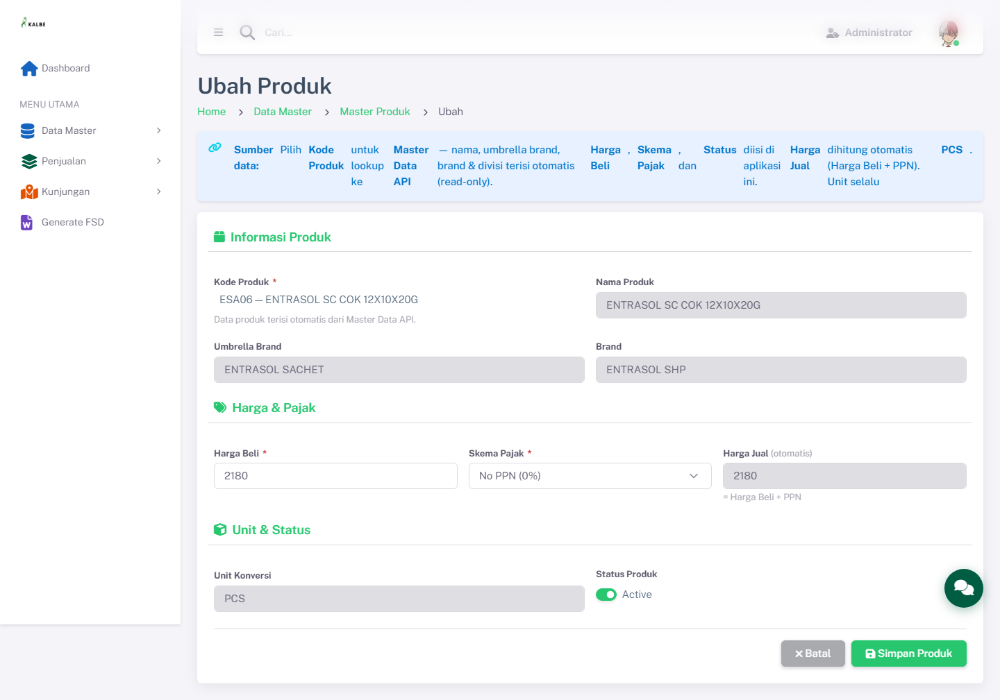 KALBE
Cari...
Administrator
Dashboard
MENU UTAMA
Data Master
Penjualan
Kunjungan
Generate FSD
Ubah Produk
Home > Data Master > Master Produk > Ubah
Sumber data: Pilih Kode Produk untuk lookup ke Master Data API — nama, umbrella brand, brand & divisi terisi otomatis (read-only). Harga Beli , Skema Pajak , dan Status diisi di aplikasi ini. Harga Jual dihitung otomatis (Harga Beli + PPN). Unit selalu PCS .
Informasi Produk
Kode Produk *
ESA06 — ENTRASOL SC COK 12X10X20G
Data produk terisi otomatis dari Master Data API.
Nama Produk
ENTRASOL SC COK 12X10X20G
Umbrella Brand
ENTRASOL SACHET
Brand
ENTRASOL SHP
Harga & Pajak
Harga Beli *
2180
Skema Pajak *
No PPN (0%)
Harga Jual (otomatis)
2180
= Harga Beli + PPN
Unit & Status
Unit Konversi
PCS
Status Produk
Active
Batal
Simpan Produk